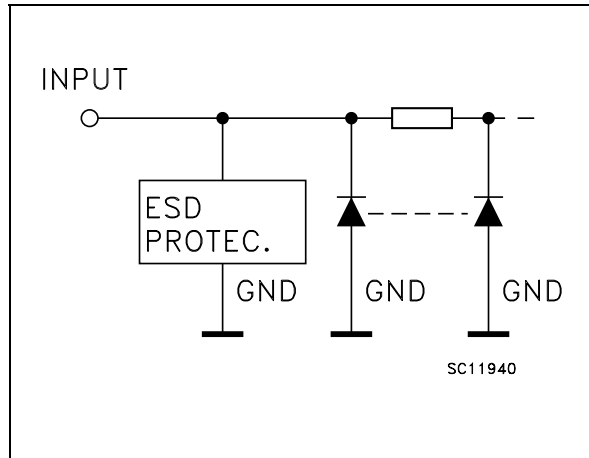 INPUT
ESD
PROTEC.
GND
GND
GND
SC11940